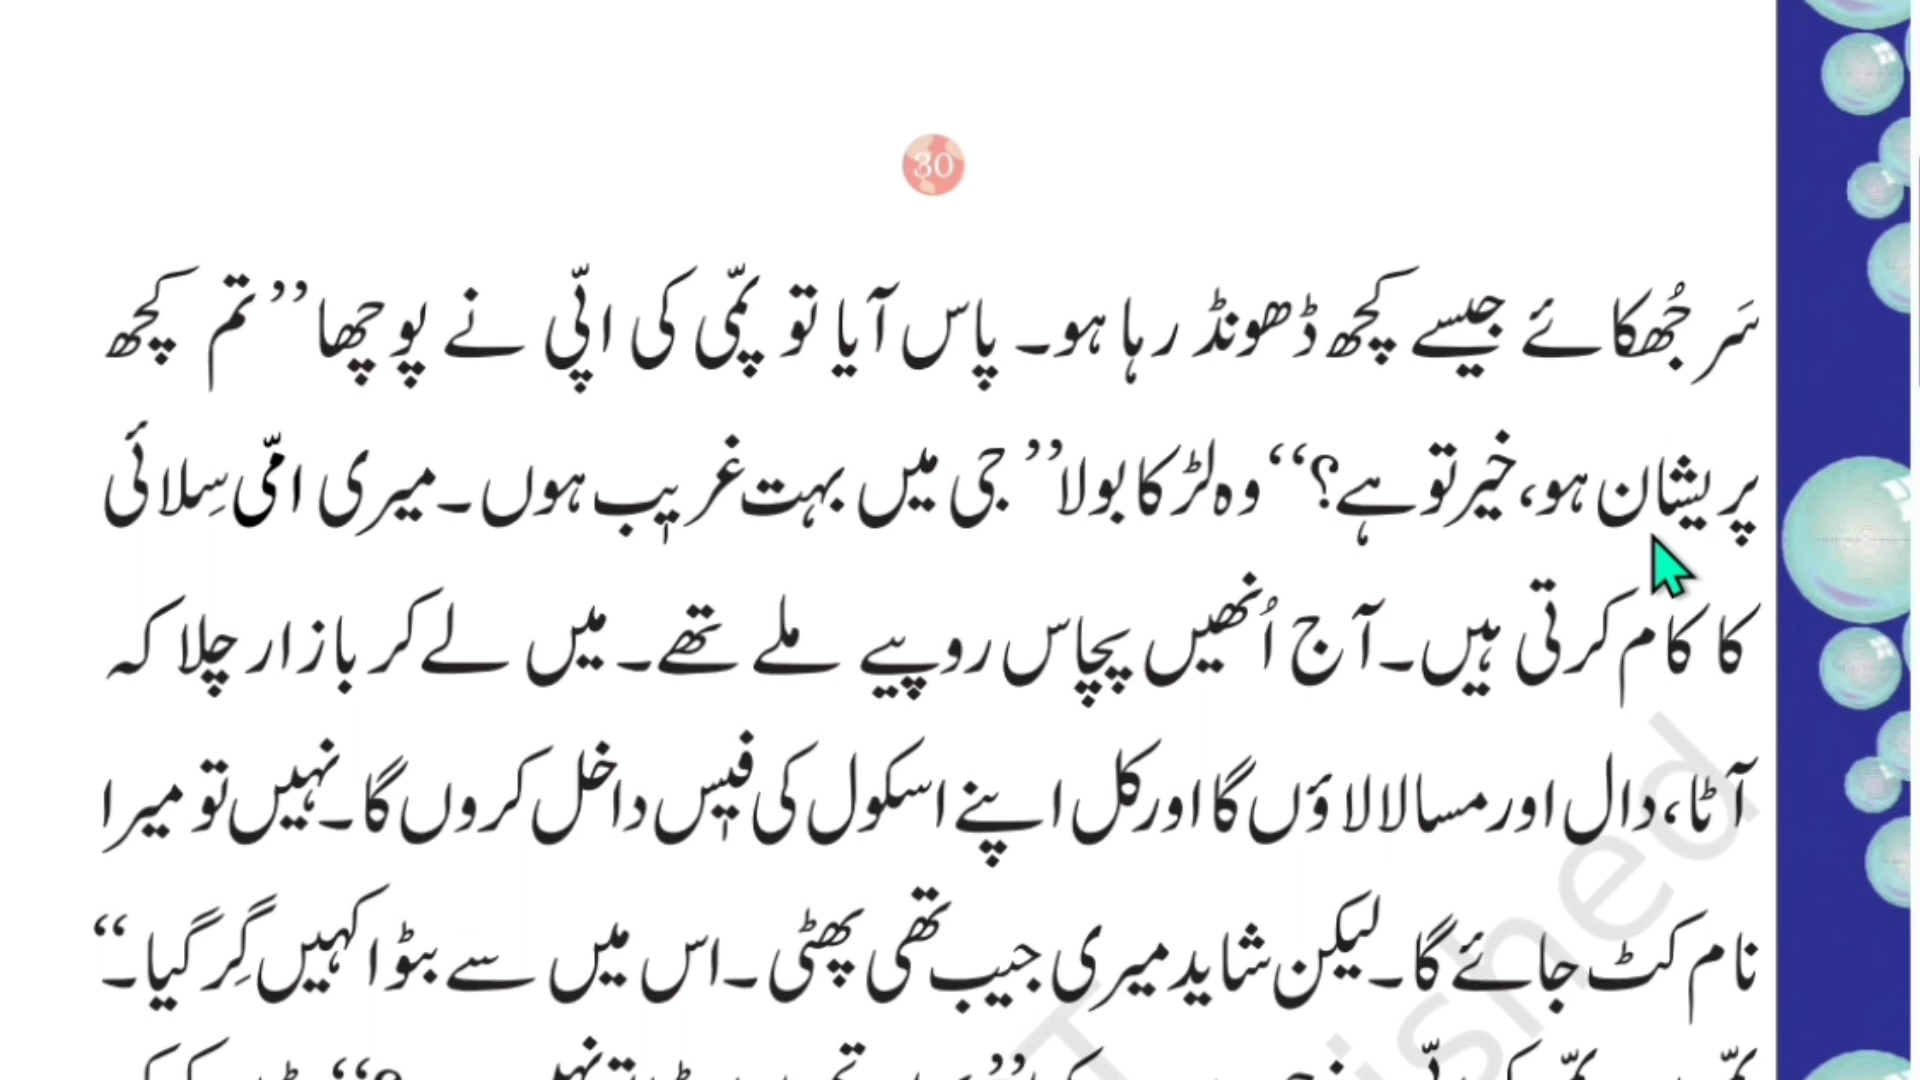 30
سَر جُھکائے جیسے کچھ ڈھونڈ رہا ہو۔ پاس آیا تو پمّی کی امّی نے پوچھا ’’تم کچھ
پریشان ہو، خیر تو ہے؟‘‘ وہ لڑکا بولا ’’جی میں بہت غریب ہوں۔ میری امّی سِلائی
کا کام کرتی ہیں۔ آج اُنھیں پچاس روپیے ملے تھے۔ میں لے کر بازار چلا کہ
آٹا، دال اور مسالا لاؤں گا اور کل اپنے اسکول کی فیس داخل کروں گا۔ نہیں تو میرا
نام کٹ جائے گا۔ لیکن شاید میری جیب تھی پھٹی۔ اس میں سے بٹوا کہیں گِر گیا۔‘‘